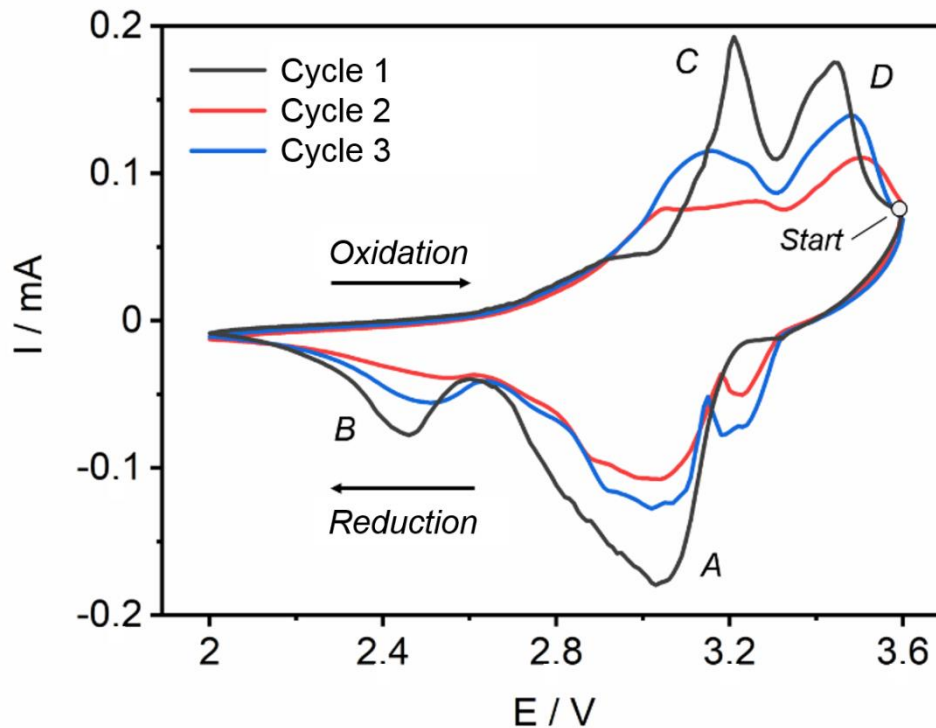 0.2
0.1
0
-0.1
-0.2
I / mA
Cycle 1
Cycle 2
Cycle 3
C
D
Oxidation
Start
B
Reduction
A
2
2.4
2.8
3.2
3.6
E / V